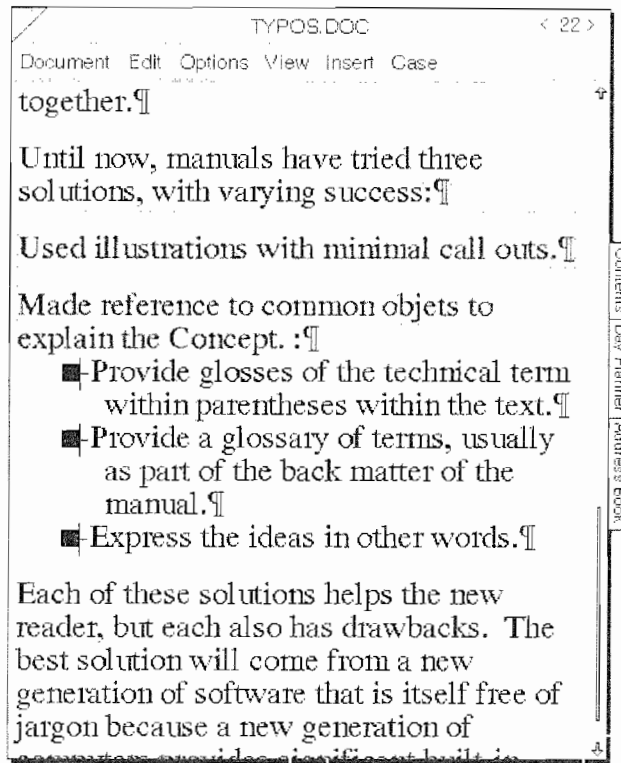 TYPOS.DOC < 22 >
Document Edit Options View Insert Case
together.¶
Until now, manuals have tried three
solutions, with varying success:¶
Used illustrations with minimal call outs.¶
Made reference to common objets to
explain the Concept. :¶
■-Provide glosses of the technical term
within parentheses within the text.¶
■-Provide a glossary of terms, usually
as part of the back matter of the
manual.¶
■-Express the ideas in other words.¶
Each of these solutions helps the new
reader, but each also has drawbacks.  The
best solution will come from a new
generation of software that is itself free of
jargon because a new generation of
Contents
Day Planner
Address Book